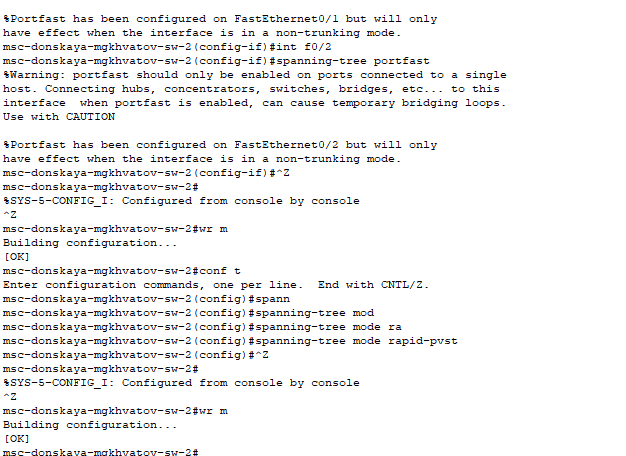 %Portfast has been configured on FastEthernet0/1 but will only
have effect when the interface is in a non-trunking mode.
msc-donskaya-mgkhvatov-sw-2(config-if)#int f0/2
msc-donskaya-mgkhvatov-sw-2(config-if)#spanning-tree portfast
%Warning: portfast should only be enabled on ports connected to a single
host. Connecting hubs, concentrators, switches, bridges, etc... to this
interface  when portfast is enabled, can cause temporary bridging loops.
Use with CAUTION
%Portfast has been configured on FastEthernet0/2 but will only
have effect when the interface is in a non-trunking mode.
msc-donskaya-mgkhvatov-sw-2(config-if)#^Z
msc-donskaya-mgkhvatov-sw-2#
%SYS-5-CONFIG_I: Configured from console by console
^Z
msc-donskaya-mgkhvatov-sw-2#wr m
Building configuration...
[OK]
msc-donskaya-mgkhvatov-sw-2#conf t
Enter configuration commands, one per line.  End with CNTL/Z.
msc-donskaya-mgkhvatov-sw-2(config)#spann
msc-donskaya-mgkhvatov-sw-2(config)#spanning-tree mod
msc-donskaya-mgkhvatov-sw-2(config)#spanning-tree mode ra
msc-donskaya-mgkhvatov-sw-2(config)#spanning-tree mode rapid-pvst
msc-donskaya-mgkhvatov-sw-2(config)#^Z
msc-donskaya-mgkhvatov-sw-2#
%SYS-5-CONFIG_I: Configured from console by console
^Z
msc-donskaya-mgkhvatov-sw-2#wr m
Building configuration...
[OK]
msc-donskaya-mgkhvatov-sw-2#